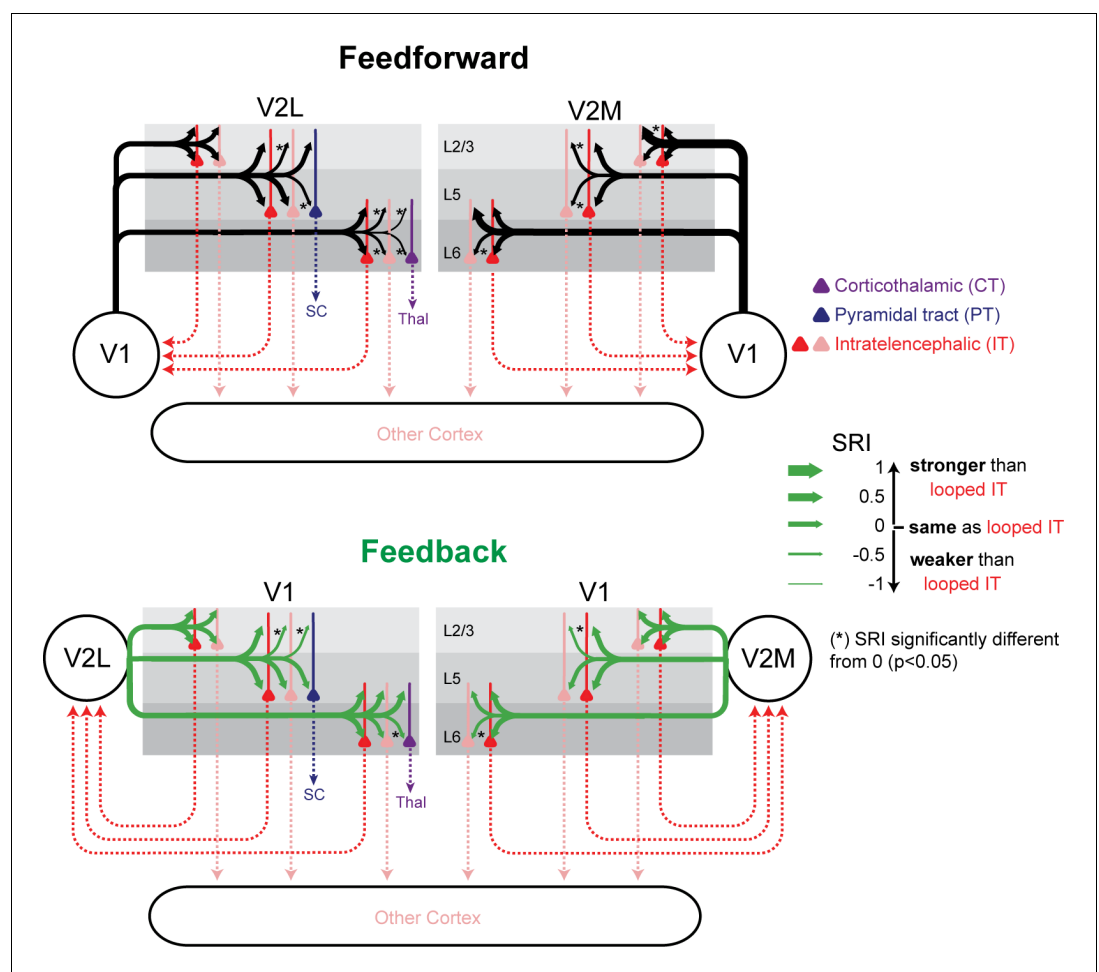 Feedforward
V2L
V2M
*
*
L2/3
*
*
*
*
L5
*
*
*
*
*
L6
*
SC
Thal
V1
V1
Corticothalamic (CT)
Pyramidal tract (PT)
Intratelencephalic (IT)
Other Cortex
SRI
1
0.5
0
-0.5
-1
stronger than
looped IT
same as looped IT
weaker than
looped IT
(*) SRI significantly different
from 0 (p<0.05)
Feedback
V1
V1
V2L
V2M
*
*
L2/3
*
L5
*
L6
*
SC
Thal
Other Cortex